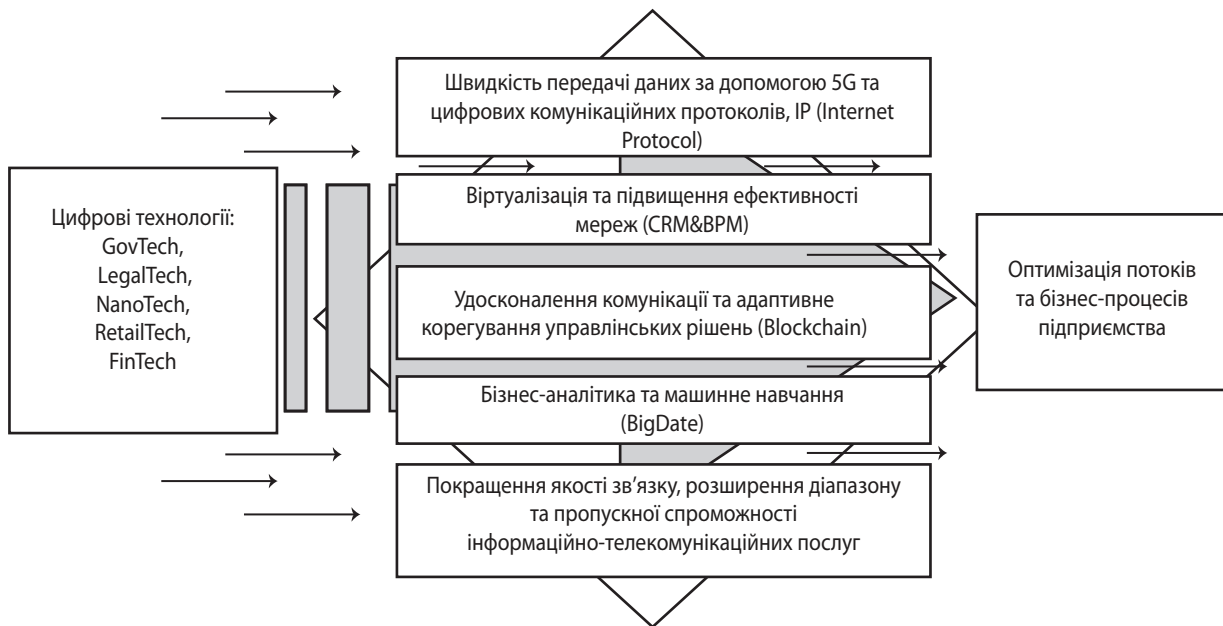 Цифрові технології:
GovTech,
LegalTech,
NanoTech,
RetailTech,
FinTech
Швидкість передачі даних за допомогою 5G та
цифрових комунікаційних протоколів, IP (Internet
Protocol)
Віртуалізація та підвищення ефективності
мереж (CRM&BPM)
Удосконалення комунікації та адаптивне
корегування управлінських рішень (Blockchain)
Бізнес-аналітика та машинне навчання
(BigDate)
Покращення якості зв’язку, розширення діапазону
та пропускної спроможності
інформаційно-телекомунікаційних послуг
Оптимізація потоків
та бізнес-процесів
підприємства